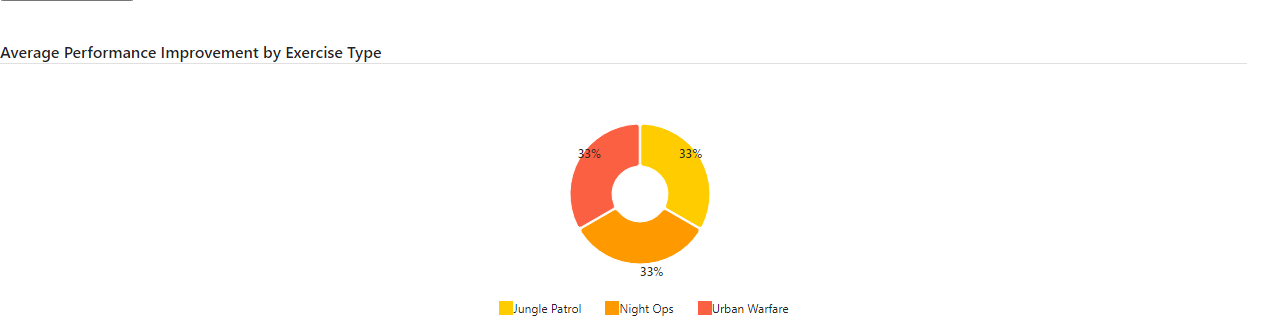 Average Performance Improvement by Exercise Type
33%
33%
33%
Jungle Patrol
Night Ops
Urban Warfare